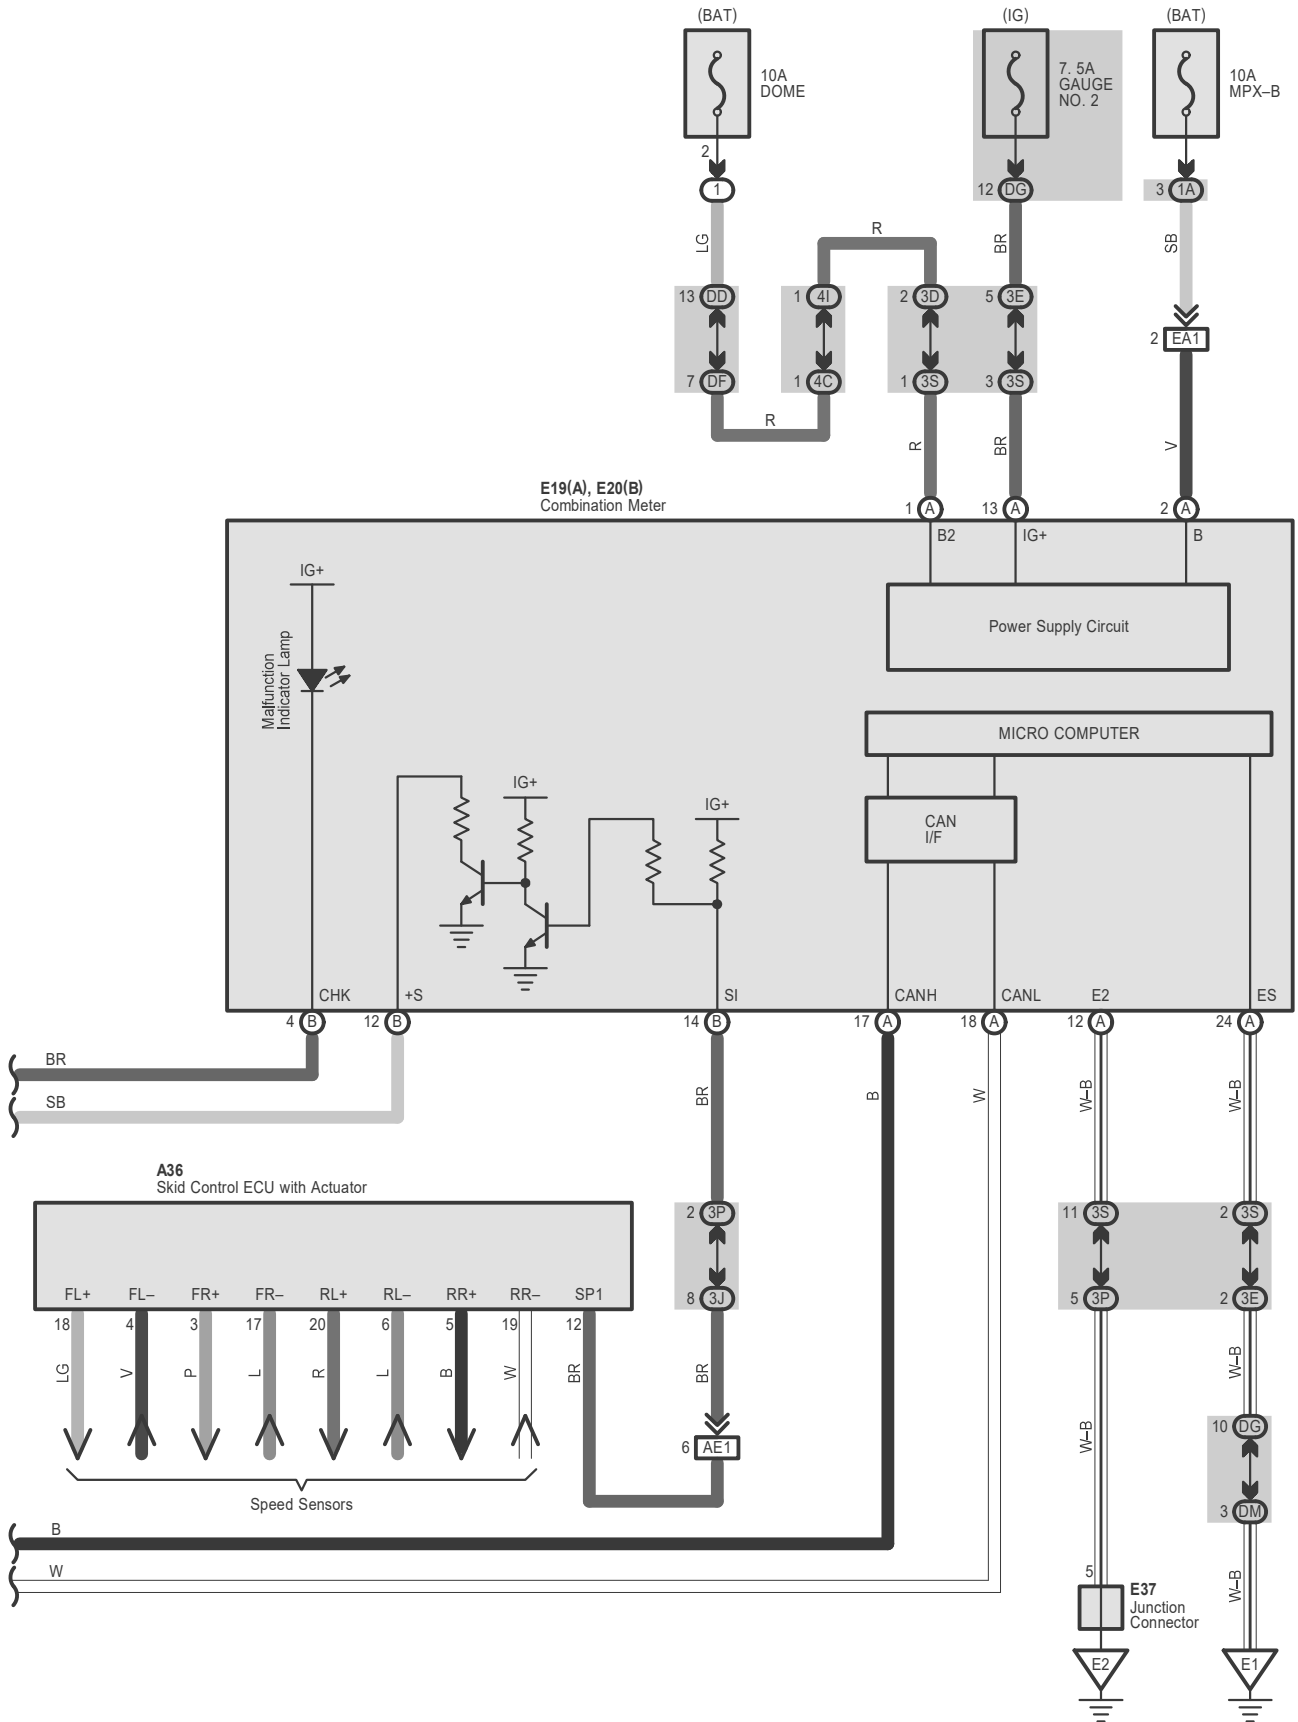 (BAT) (IG) (BAT)
10A
DOME
7. 5A
GAUGE
NO. 2
10A
MPX–B
2
1 12 DG 3 1A
LG BR SB
R
13 DD 1 4I 2 3D 5 3E
2 EA1
7 DF 1 4C 1 3S 3 3S
R
R BR V
E19(A), E20(B)
Combination Meter
1 A 13 A 2 A
B2 IG+ B
IG+
Power Supply Circuit
Malfunction
Indicator Lamp
MICRO COMPUTER
IG+
IG+
CAN
I/F
CHK +S SI CANH CANL E2 ES
4 B 12 B 14 B 17 A 18 A 12 A 24 A
BR
SB
BR B W W–B W–B
A36
Skid Control ECU with Actuator
2 3P 11 3S 2 3S
FL+ FL– FR+ FR– RL+ RL– RR+ RR– SP1
8 3J 5 3P 2 3E
18 4 3 17 20 6 5 19 12
LG V P L R L B W BR BR W–B
W–B
10 DG
6 AE1
Speed Sensors
3 DM
B
W
5
E37
Junction
Connector
W–B
E2 E1